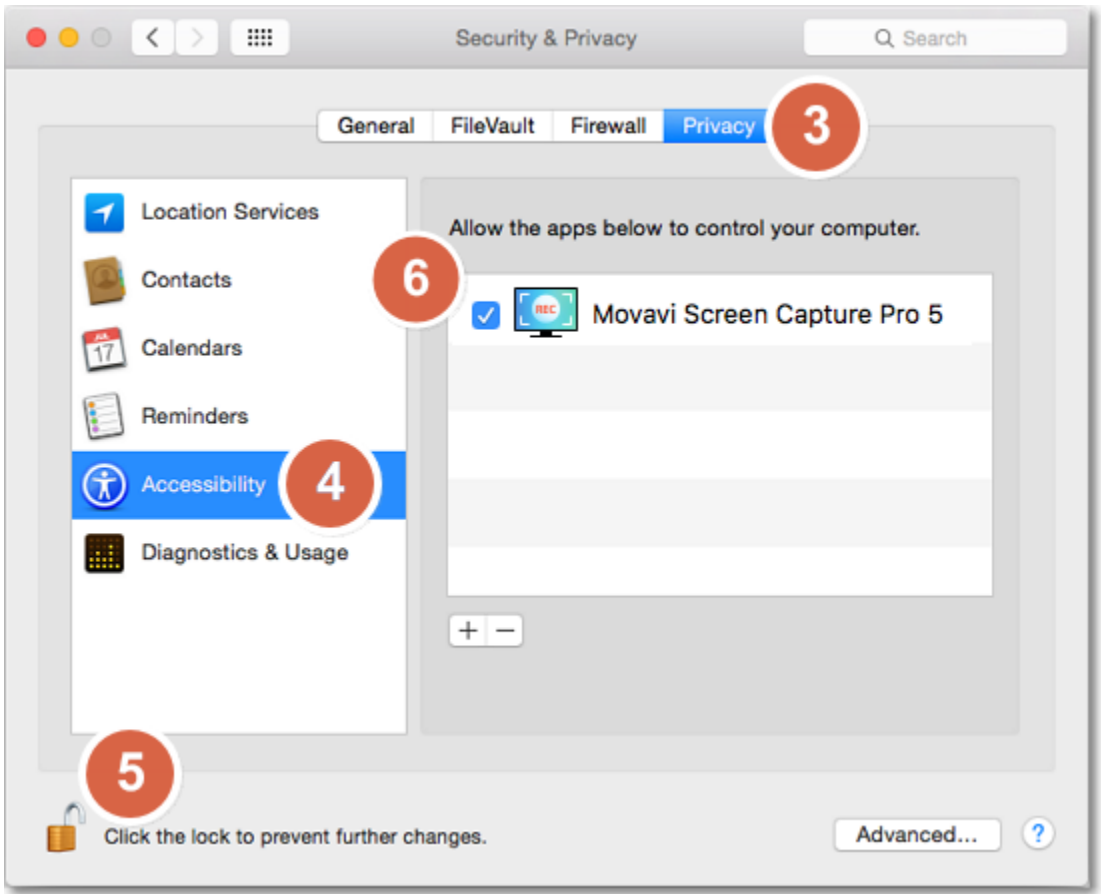 Security & Privacy
Search
General FileVault Firewall Privacy 3
Location Services
Contacts
JUL
17
Calendars
Reminders
Accessibility 4
Diagnostics & Usage
Allow the apps below to control your computer.
6
REC
Movavi Screen Capture Pro 5
+ −
5
Click the lock to prevent further changes.
Advanced... ?